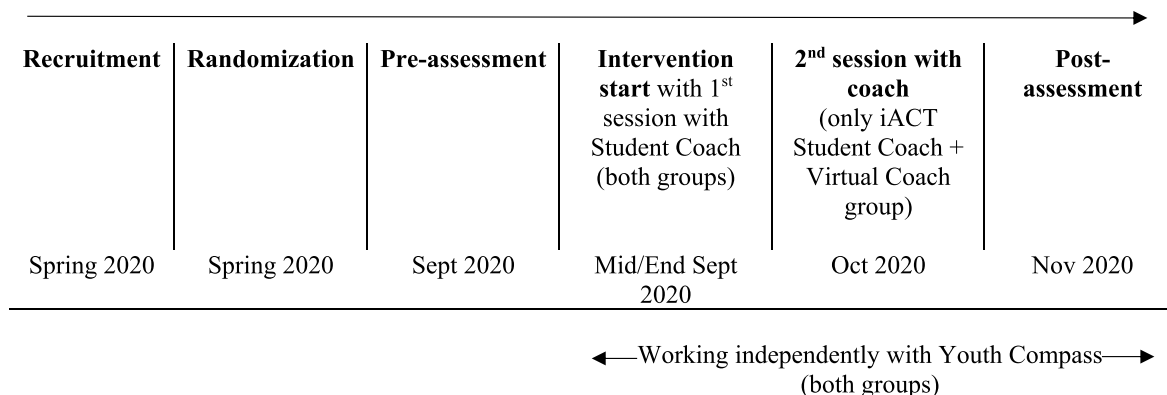 Recruitment
Randomization
Pre-assessment
Intervention
start with 1st
session with
Student Coach
(both groups)
2nd session with
coach
(only iACT
Student Coach +
Virtual Coach
group)
Post-
assessment
Spring 2020
Spring 2020
Sept 2020
Mid/End Sept
2020
Oct 2020
Nov 2020
Working independently with Youth Compass
(both groups)